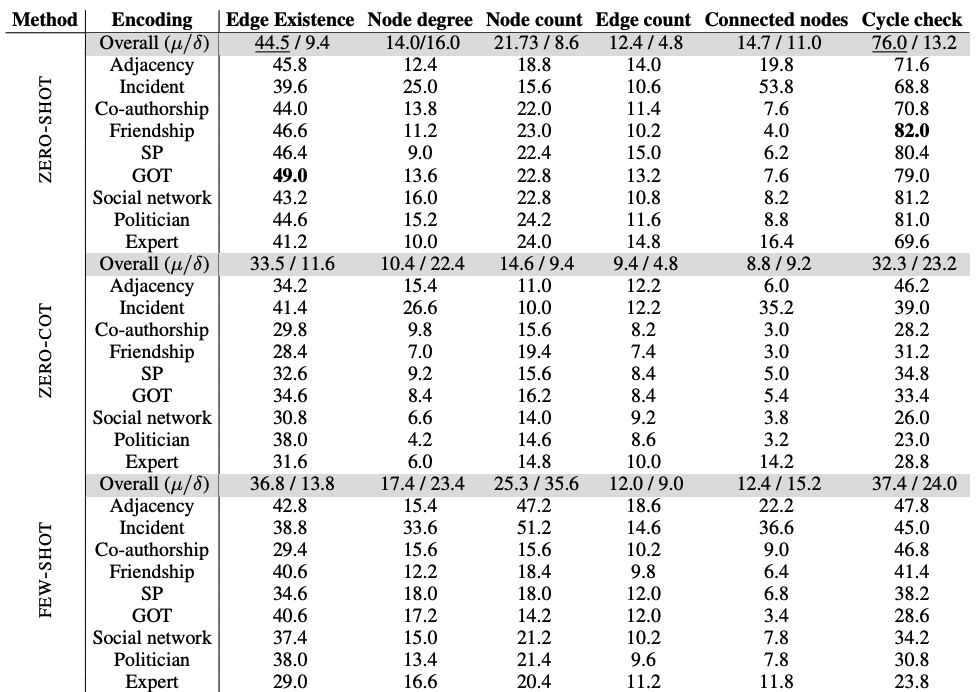 Method Encoding Edge Existence Node degree Node count Edge count Connected nodes Cycle check
ZERO-SHOT
Overall (μ/δ) 44.5 / 9.4 14.0/16.0 21.73 / 8.6 12.4 / 4.8 14.7 / 11.0 76.0 / 13.2
Adjacency 45.8 12.4 18.8 14.0 19.8 71.6
Incident 39.6 25.0 15.6 10.6 53.8 68.8
Co-authorship 44.0 13.8 22.0 11.4 7.6 70.8
Friendship 46.6 11.2 23.0 10.2 4.0 82.0
SP 46.4 9.0 22.4 15.0 6.2 80.4
GOT 49.0 13.6 22.8 13.2 7.6 79.0
Social network 43.2 16.0 22.8 10.8 8.2 81.2
Politician 44.6 15.2 24.2 11.6 8.8 81.0
Expert 41.2 10.0 24.0 14.8 16.4 69.6
ZERO-COT
Overall (μ/δ) 33.5 / 11.6 10.4 / 22.4 14.6 / 9.4 9.4 / 4.8 8.8 / 9.2 32.3 / 23.2
Adjacency 34.2 15.4 11.0 12.2 6.0 46.2
Incident 41.4 26.6 10.0 12.2 35.2 39.0
Co-authorship 29.8 9.8 15.6 8.2 3.0 28.2
Friendship 28.4 7.0 19.4 7.4 3.0 31.2
SP 32.6 9.2 15.6 8.4 5.0 34.8
GOT 34.6 8.4 16.2 8.4 5.4 33.4
Social network 30.8 6.6 14.0 9.2 3.8 26.0
Politician 38.0 4.2 14.6 8.6 3.2 23.0
Expert 31.6 6.0 14.8 10.0 14.2 28.8
FEW-SHOT
Overall (μ/δ) 36.8 / 13.8 17.4 / 23.4 25.3 / 35.6 12.0 / 9.0 12.4 / 15.2 37.4 / 24.0
Adjacency 42.8 15.4 47.2 18.6 22.2 47.8
Incident 38.8 33.6 51.2 14.6 36.6 45.0
Co-authorship 29.4 15.6 15.6 10.2 9.0 46.8
Friendship 40.6 12.2 18.4 9.8 6.4 41.4
SP 34.6 18.0 18.0 12.0 6.8 38.2
GOT 40.6 17.2 14.2 12.0 3.4 28.6
Social network 37.4 15.0 21.2 10.2 7.8 34.2
Politician 38.0 13.4 21.4 9.6 7.8 30.8
Expert 29.0 16.6 20.4 11.2 11.8 23.8